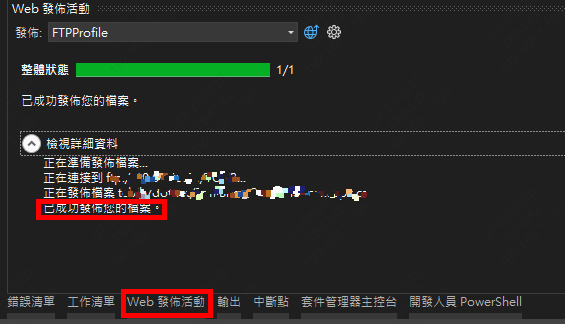 Web 發佈活動
發佈: FTPProfile
整體狀態 1/1
已成功發佈您的檔案。
檢視詳細資料
正在準備發佈檔案...
正在連接到
正在發佈檔案
已成功發佈您的檔案。
錯誤清單 工作清單 Web 發佈活動 輸出 中斷點 套件管理器主控台 開發人員 PowerShell